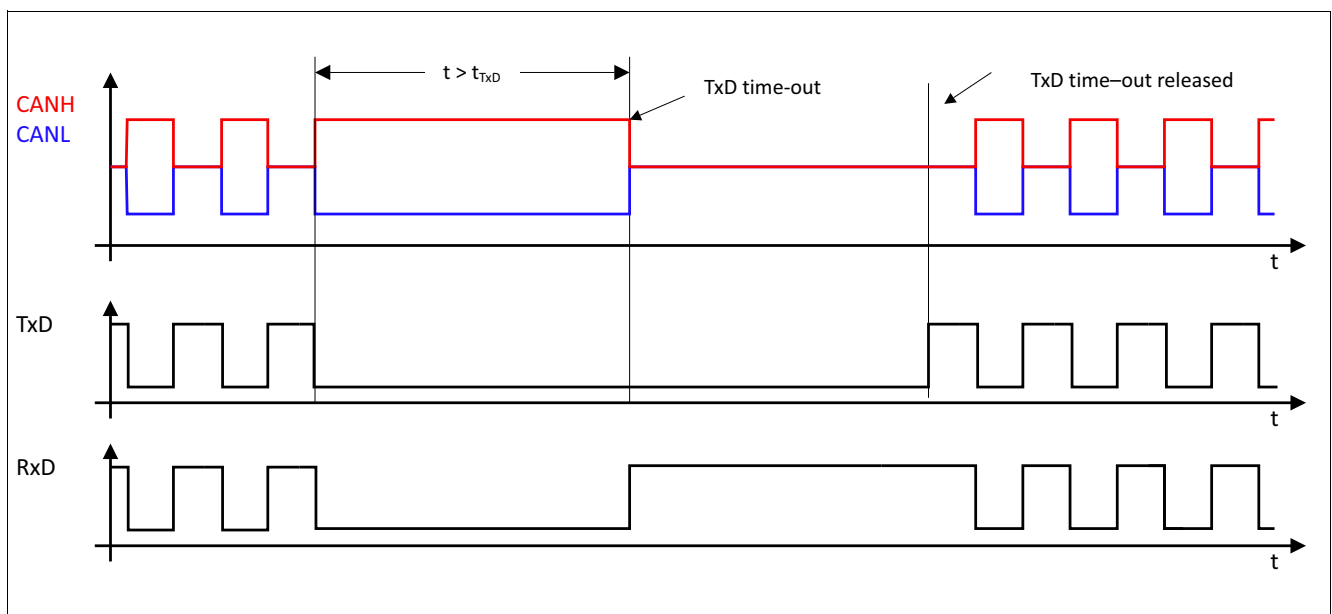 t > tTxD
TxD time-out
TxD time–out released
CANH
CANL
t
TxD
t
RxD
t